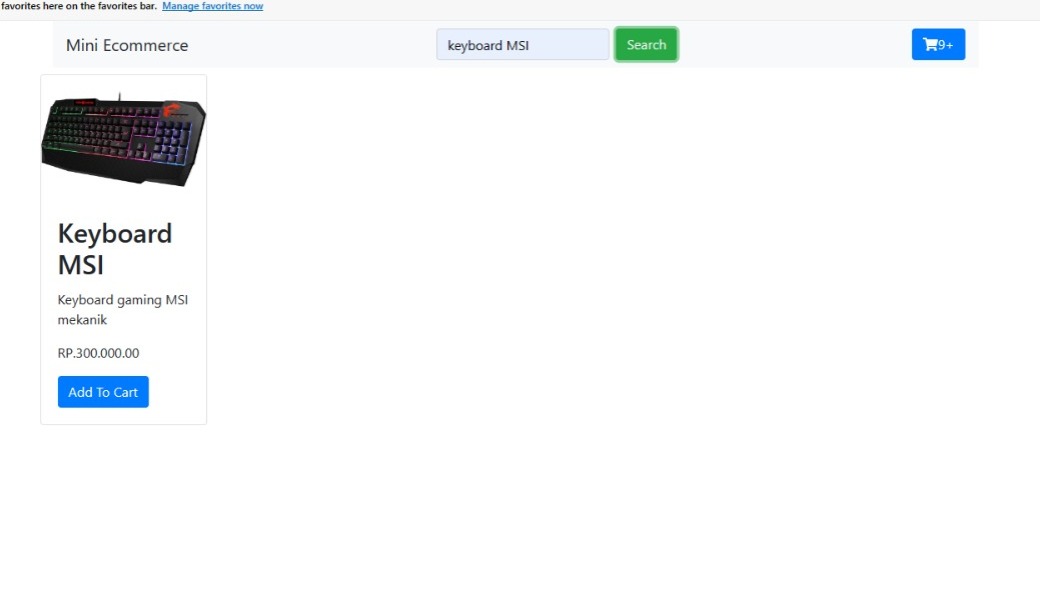 favorites here on the favorites bar. Manage favorites now
Mini Ecommerce
keyboard MSI
Search
9+
Keyboard
MSI
Keyboard gaming MSI
mekanik
RP.300.000.00
Add To Cart